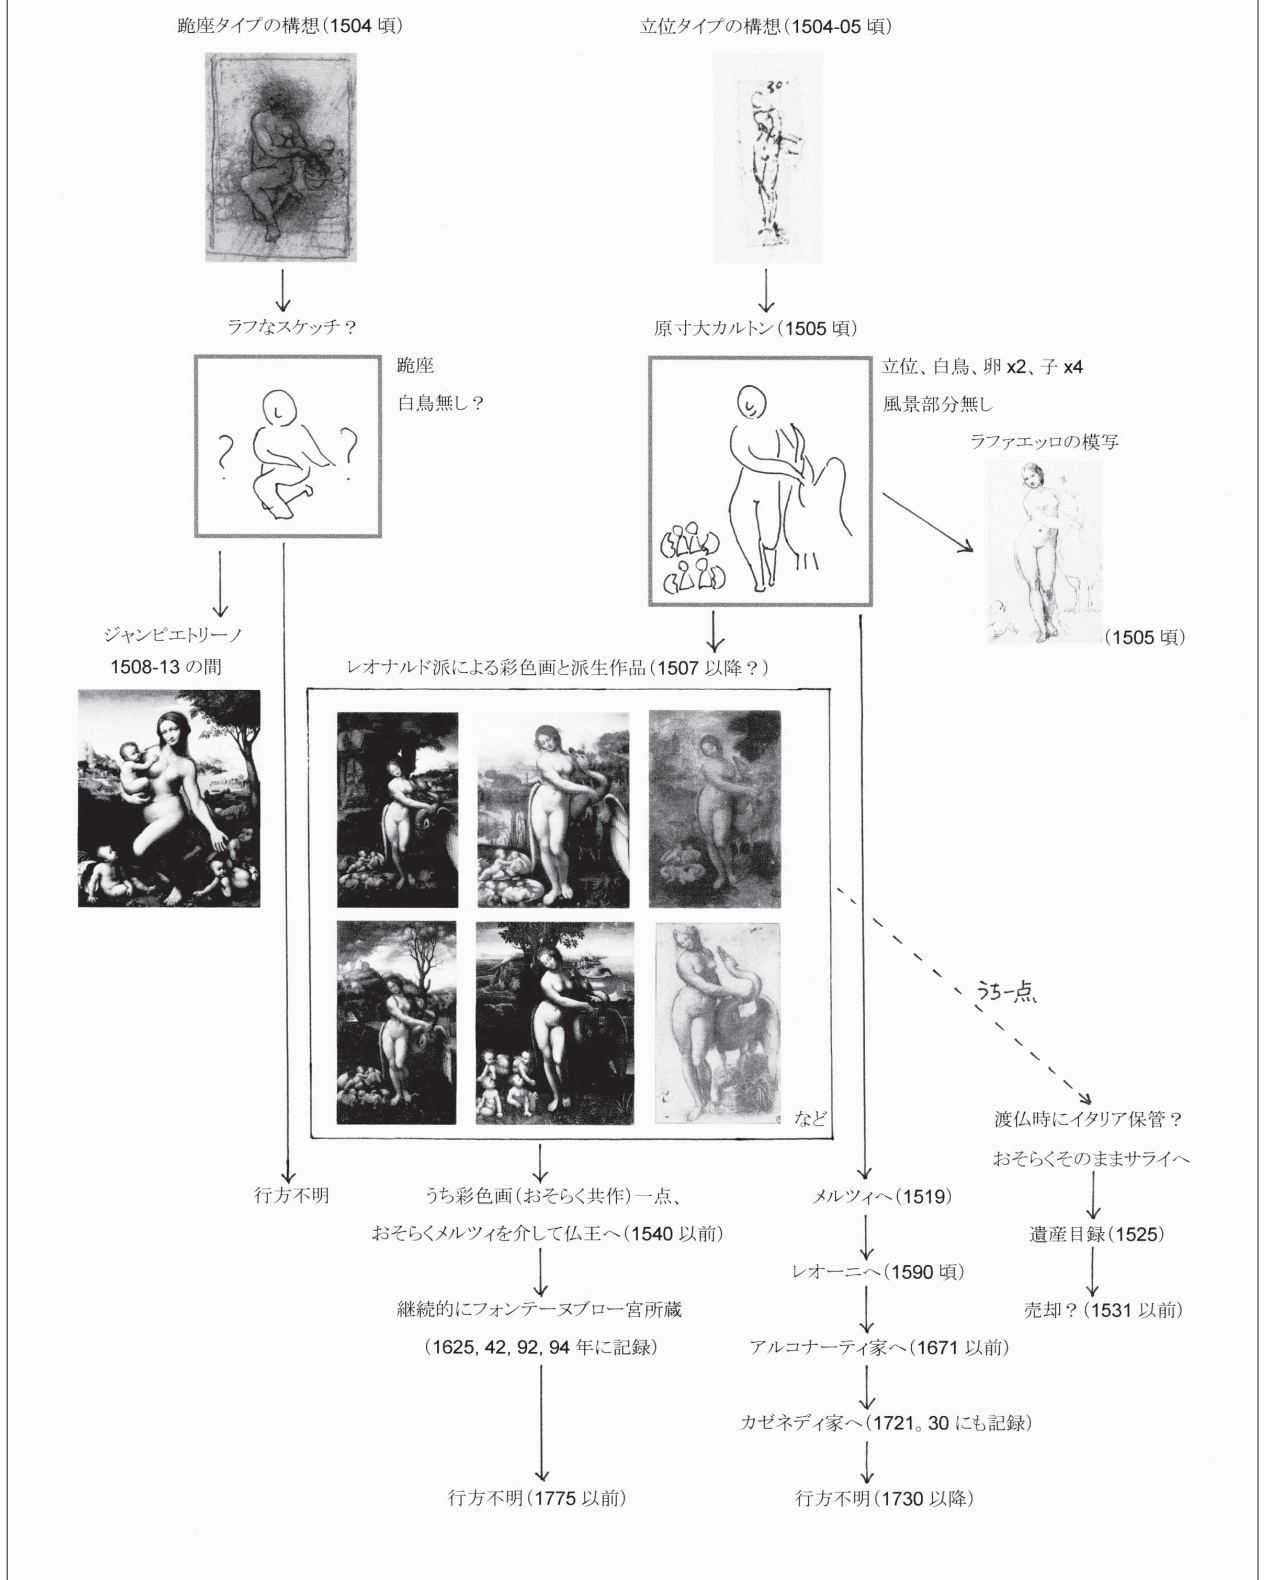 跪座タイプの構想(1504 頃)
立位タイプの構想(1504-05 頃)
30
ラフなスケッチ?
原寸大カルトン(1505 頃)
跪座
白鳥無し?
立位、白鳥、卵 x2、子 x4
風景部分無し
ラファエッロの模写
? ?
(1505 頃)
ジャンピエトリーノ
1508-13 の間
レオナルド派による彩色画と派生作品(1507 以降?)
うち一点
など
渡仏時にイタリア保管?
おそらくそのままサライへ
行方不明
うち彩色画(おそらく共作)一点、
おそらくメルツィを介して仏王へ(1540 以前)
メルツィへ(1519)
遺産目録(1525)
レオーニへ(1590 頃)
継続的にフォンテーヌブロー宮所蔵
(1625, 42, 92, 94 年に記録)
売却?(1531 以前)
アルコナーティ家へ(1671 以前)
カゼネディ家へ(1721。30 にも記録)
行方不明(1775 以前)
行方不明(1730 以降)